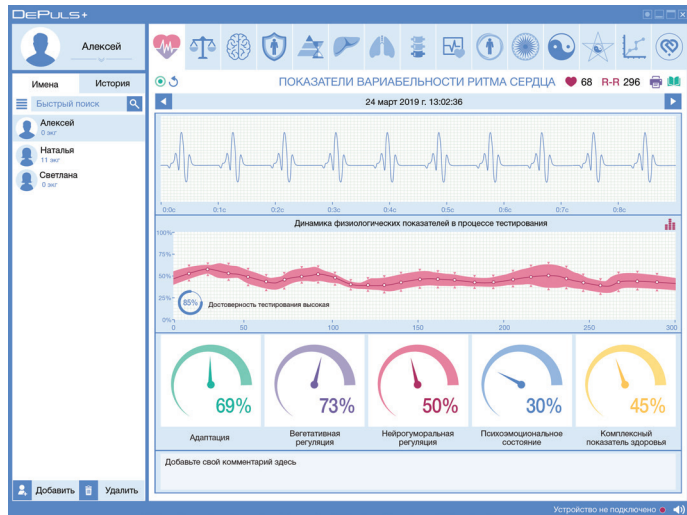 DePuls+
Алексей
Имена
История
Быстрый поиск
Алексей
0 экг
Наталья
11 экг
Светлана
0 экг
Добавить
Удалить
ПОКАЗАТЕЛИ ВАРИАБЕЛЬНОСТИ РИТМА СЕРДЦА
68
R-R 296
24 март 2019 г. 13:02:36
0:0c 0:1c 0:2c 0:3c 0:4c 0:5c 0:6c 0:7c 0:8c
Динамика физиологических показателей в процессе тестирования
100%
75%
50%
25%
0%
85%
Достоверность тестирования высокая
0 50 100 150 200 250 300
69%
Адаптация
73%
Вегетативная
регуляция
50%
Нейрогуморальная
регуляция
30%
Психоэмоциональное
состояние
45%
Комплексный
показатель здоровья
Добавьте свой комментарий здесь
Устройство не подключено